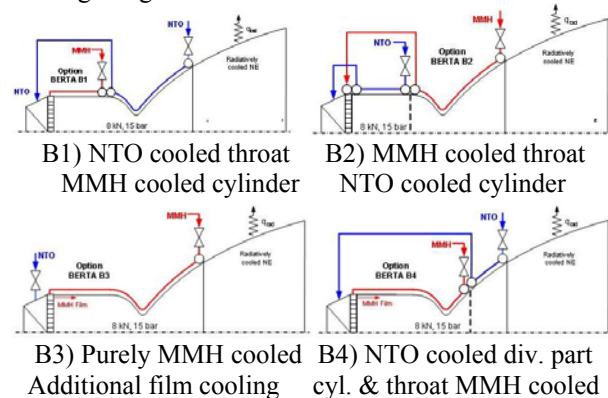 NTO
MMH
q_rad
Option
BERTA B1
Radiatively
cooled NE
NTO
8 kN, 15 bar
MMH
NTO
q_rad
Option
BERTA B2
Radiatively
cooled NE
8 kN, 15 bar
B1) NTO cooled throat
MMH cooled cylinder
B2) MMH cooled throat
NTO cooled cylinder
MMH
q_rad
NTO
Option
BERTA B3
Radiatively
cooled NE
MMH Film
8 kN, 15 bar
NTO
q_rad
MMH
Option
BERTA B4
Radiatively
cooled NE
MMH Film
8 kN, 15 bar
B3) Purely MMH cooled
Additional film cooling
B4) NTO cooled div. part
cyl. & throat MMH cooled